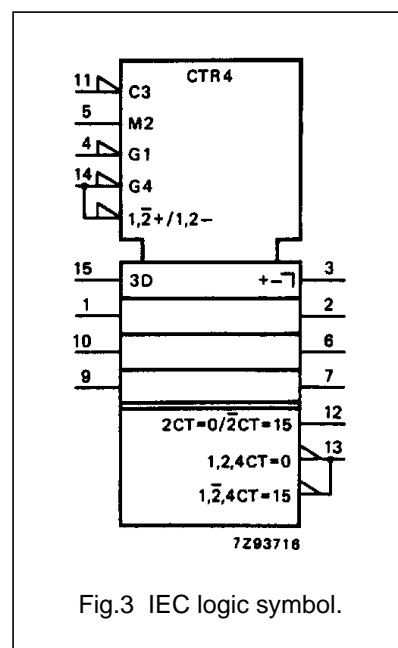 CTR4
11 C3
5 M2
4 G1
14 G4
1,2̅+/1,2−
15 3D +−¬ 3
1 2
10 6
9 7
2CT=0/2̅CT=15 12
1,2,4CT=0 13
1,2̅,4CT=15
7Z93716
Fig.3 IEC logic symbol.